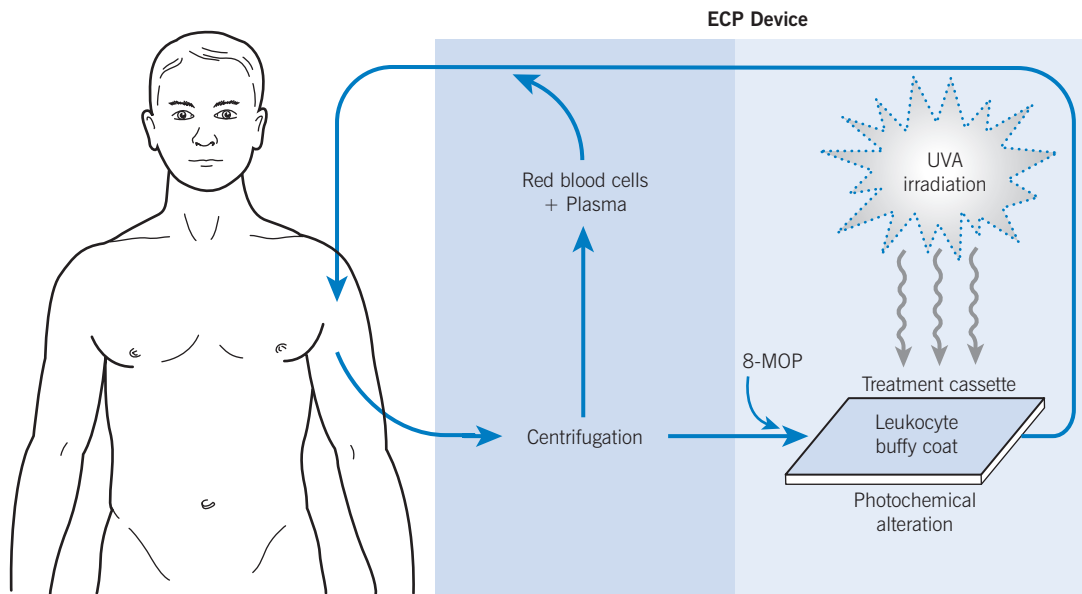 ECP Device
UVA
irradiation
Red blood cells
+ Plasma
8-MOP
Treatment cassette
Centrifugation
Leukocyte
buffy coat
Photochemical
alteration